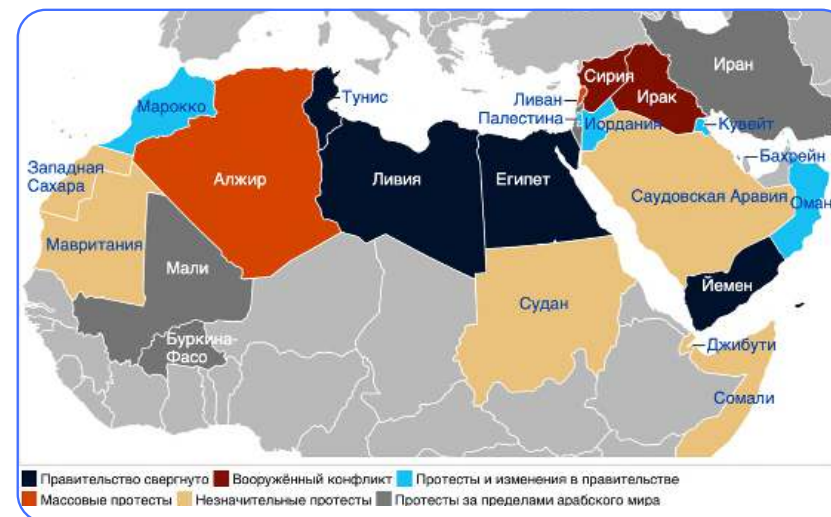 Марокко
Тунис
Западная
Сахара
Алжир
Ливия
Египет
Мавритания
Мали
Буркина-
Фасо
Судан
Сирия
Ирак
Иран
Ливан
Палестина
Иордания
Кувейт
Бахрейн
Саудовская Аравия
Оман
Йемен
Джибути
Сомали
Правительство свергнуто Вооружённый конфликт Протесты и изменения в правительстве
Массовые протесты Незначительные протесты Протесты за пределами арабского мира